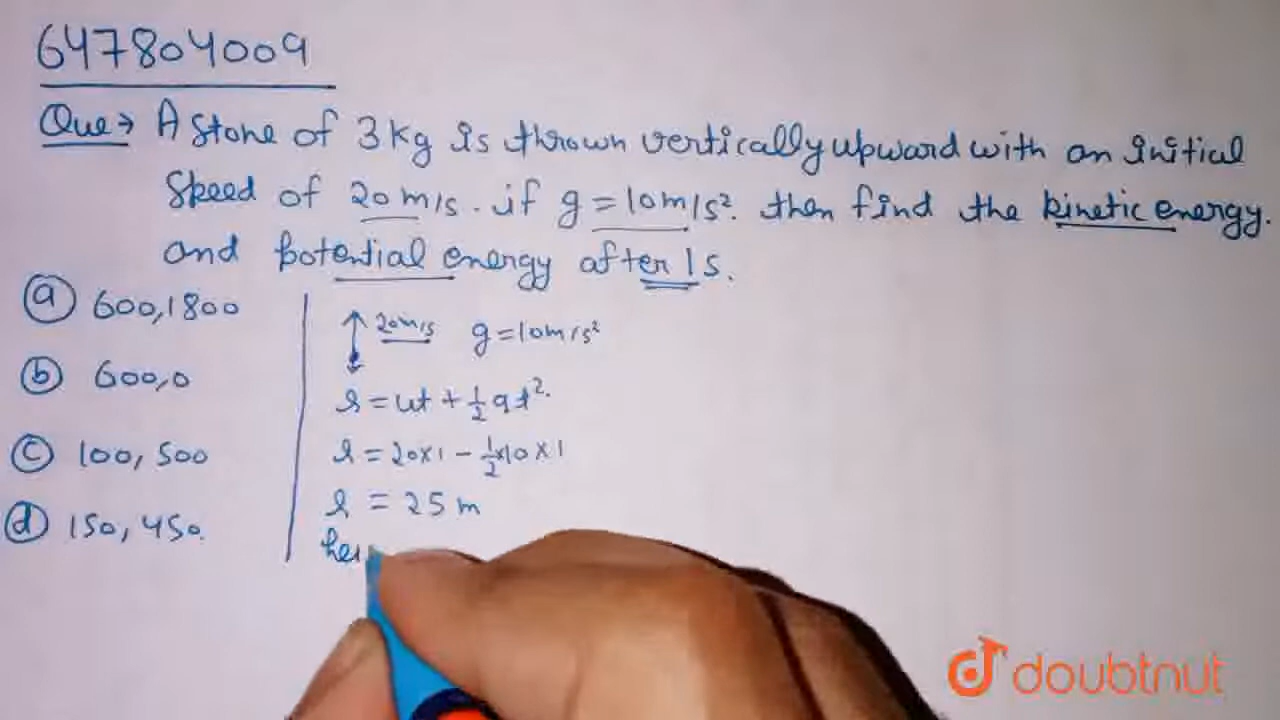 647804009
Que→ A stone of 3 kg is thrown vertically upward with an initial
speed of 20 m/s. if g = 10 m/s². then find the kinetic energy.
and potential energy after 1 s.
(a) 600, 1800
(b) 600, 0
(c) 100, 500
(d) 150, 450.
20 m/s g = 10 m/s²
s = ut + 1/2 at².
s = 20×1 - 1/2×10×1
s = 25 m
hei
doubtnut